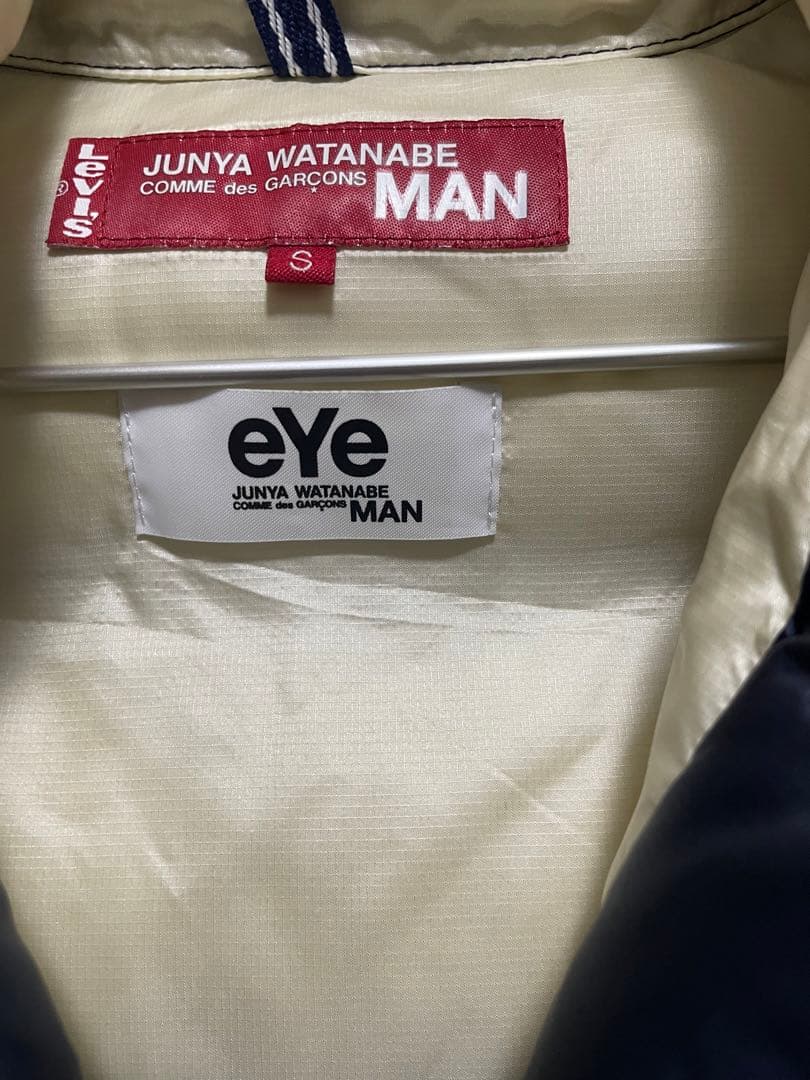 Levi's
®
JUNYA WATANABE
COMME des GARÇONS MAN
S
eYe
JUNYA WATANABE
COMME des GARÇONS MAN